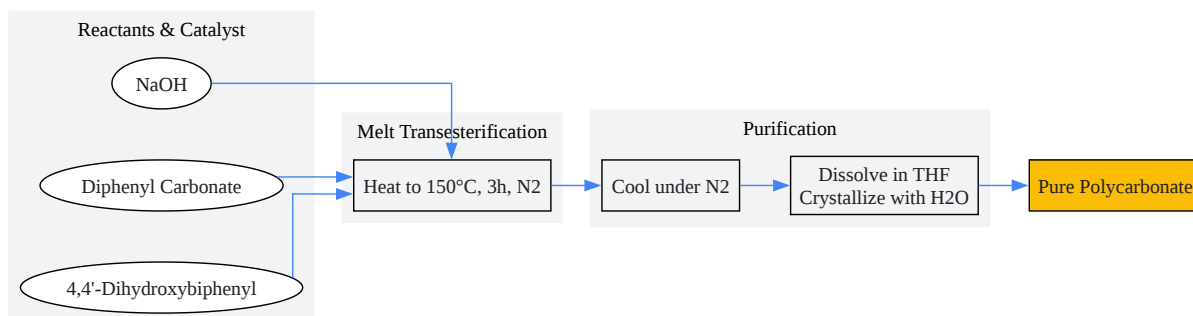 Reactants & Catalyst
NaOH
Diphenyl Carbonate
4,4'-Dihydroxybiphenyl
Melt Transesterification
Heat to 150°C, 3h, N2
Purification
Cool under N2
Dissolve in THF
Crystallize with H2O
Pure Polycarbonate